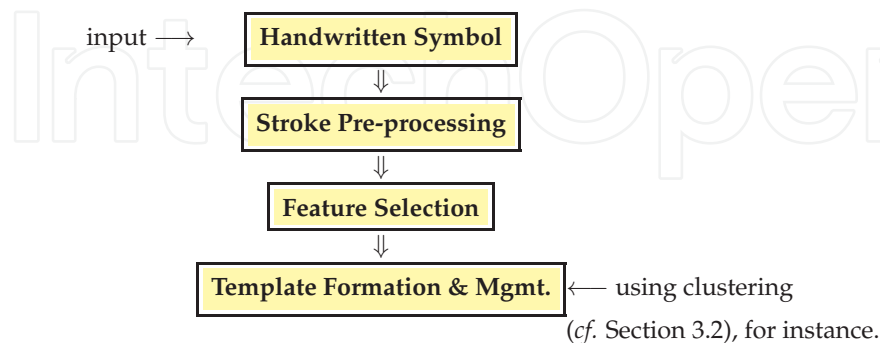 input ⟶ Handwritten Symbol
⇓
Stroke Pre-processing
⇓
Feature Selection
⇓
Template Formation & Mgmt. ⟵ using clustering
(cf. Section 3.2), for instance.
IntechOpen